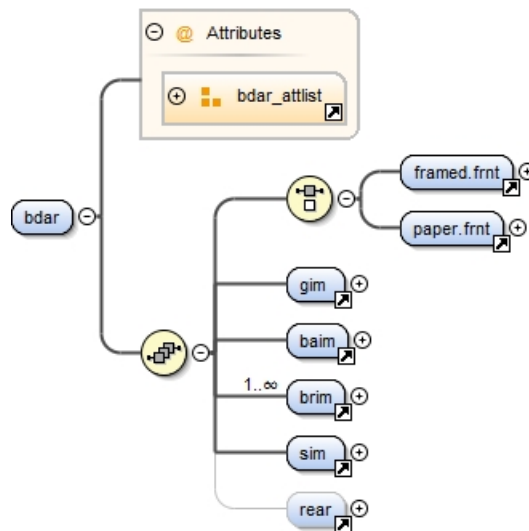 @ Attributes
bdar_attlist
framed.frnt
bdar
paper.frnt
gim
baim
1..∞
brim
sim
rear